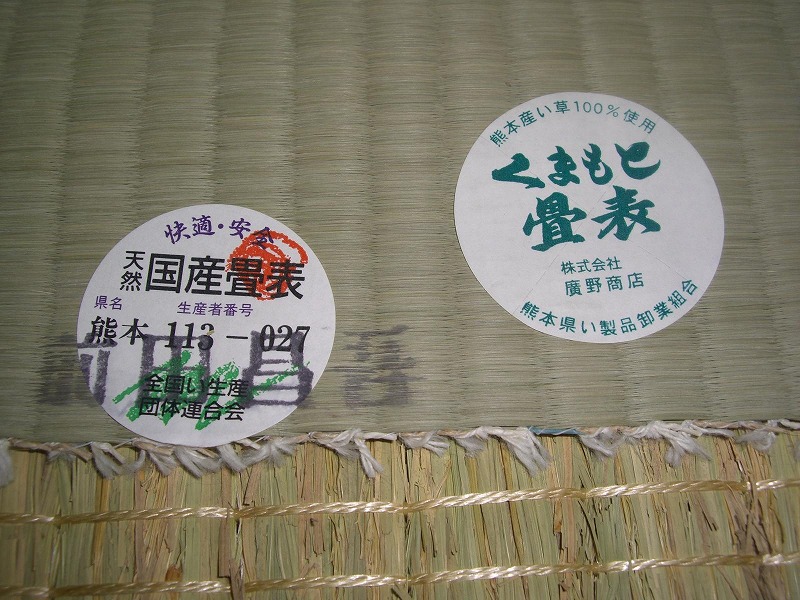 快適・安全
天然 国産畳表
県名 生産者番号
熊本 113-027
全国い生産
団体連合会
熊本産い草100%使用
くまもと
畳表
株式会社
廣野商店
熊本県い製品卸業組合